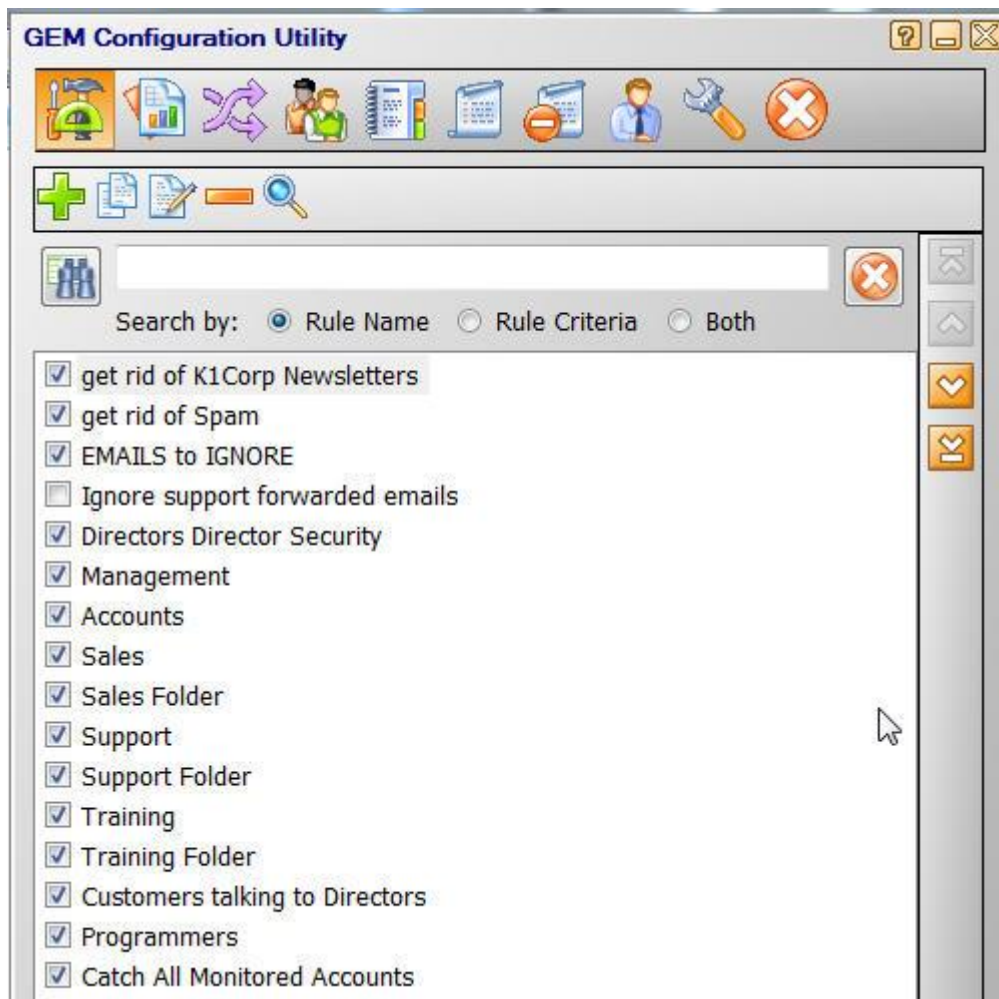 GEM Configuration Utility
Search by: Rule Name Rule Criteria Both
get rid of K1Corp Newsletters
get rid of Spam
EMAILS to IGNORE
Ignore support forwarded emails
Directors Director Security
Management
Accounts
Sales
Sales Folder
Support
Support Folder
Training
Training Folder
Customers talking to Directors
Programmers
Catch All Monitored Accounts